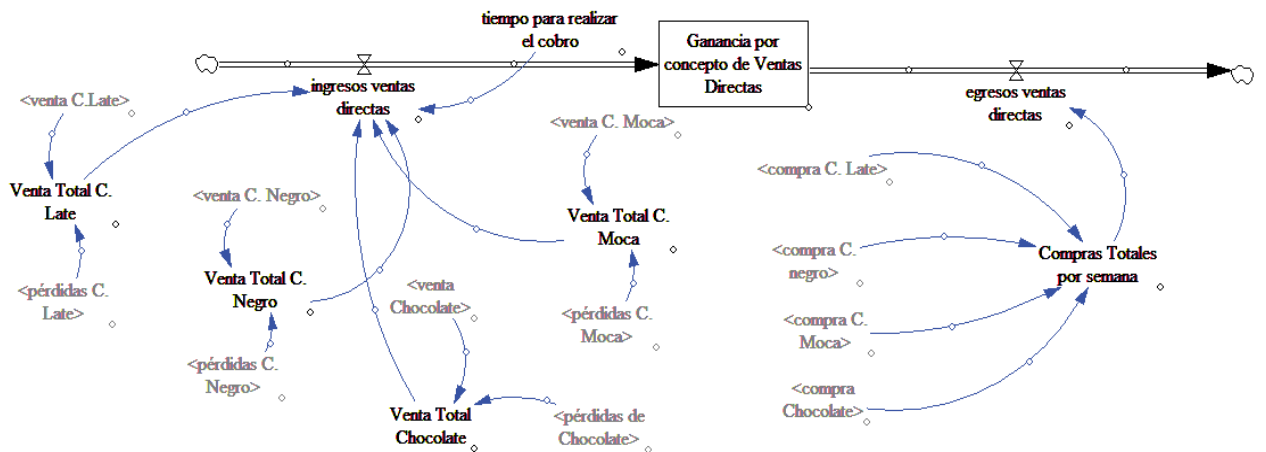 tiempo para realizar
el cobro
Ganancia por
concepto de Ventas
Directas
ingresos ventas
directas
egresos ventas
directas
<venta C.Late>
Venta Total C.
Late
<pérdidas C.
Late>
<venta C. Negro>
Venta Total C.
Negro
<pérdidas C.
Negro>
<venta
Chocolate>
Venta Total
Chocolate
<pérdidas de
Chocolate>
<venta C. Moca>
Venta Total C.
Moca
<pérdidas C.
Moca>
<compra C. Late>
<compra C.
negro>
<compra C.
Moca>
<compra
Chocolate>
Compras Totales
por semana